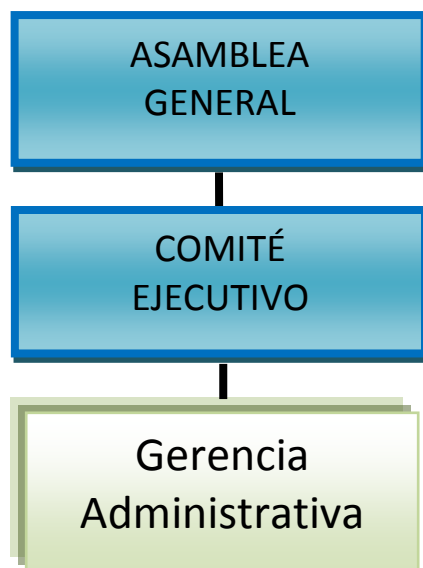 ASAMBLEA
GENERAL
COMITÉ
EJECUTIVO
Gerencia
Administrativa